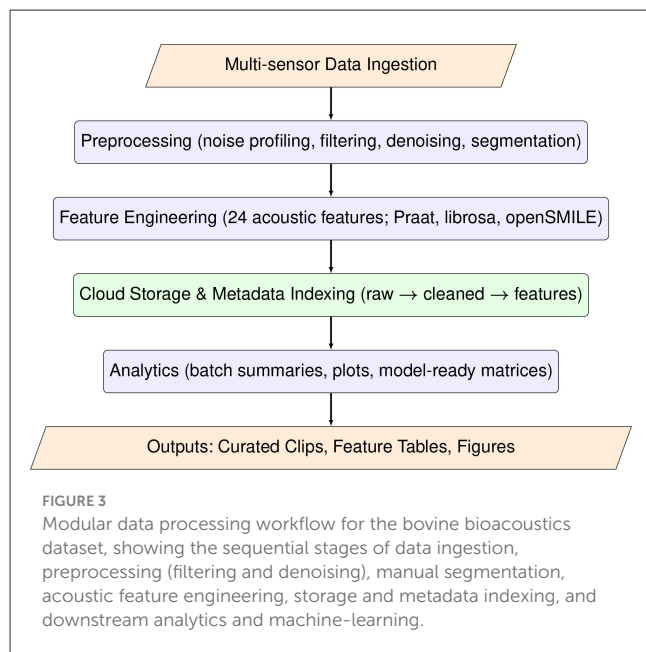 Multi-sensor Data Ingestion
Preprocessing (noise profiling, filtering, denoising, segmentation)
Feature Engineering (24 acoustic features; Praat, librosa, openSMILE)
Cloud Storage & Metadata Indexing (raw → cleaned → features)
Analytics (batch summaries, plots, model-ready matrices)
Outputs: Curated Clips, Feature Tables, Figures
FIGURE 3
Modular data processing workflow for the bovine bioacoustics
dataset, showing the sequential stages of data ingestion,
preprocessing (filtering and denoising), manual segmentation,
acoustic feature engineering, storage and metadata indexing, and
downstream analytics and machine-learning.